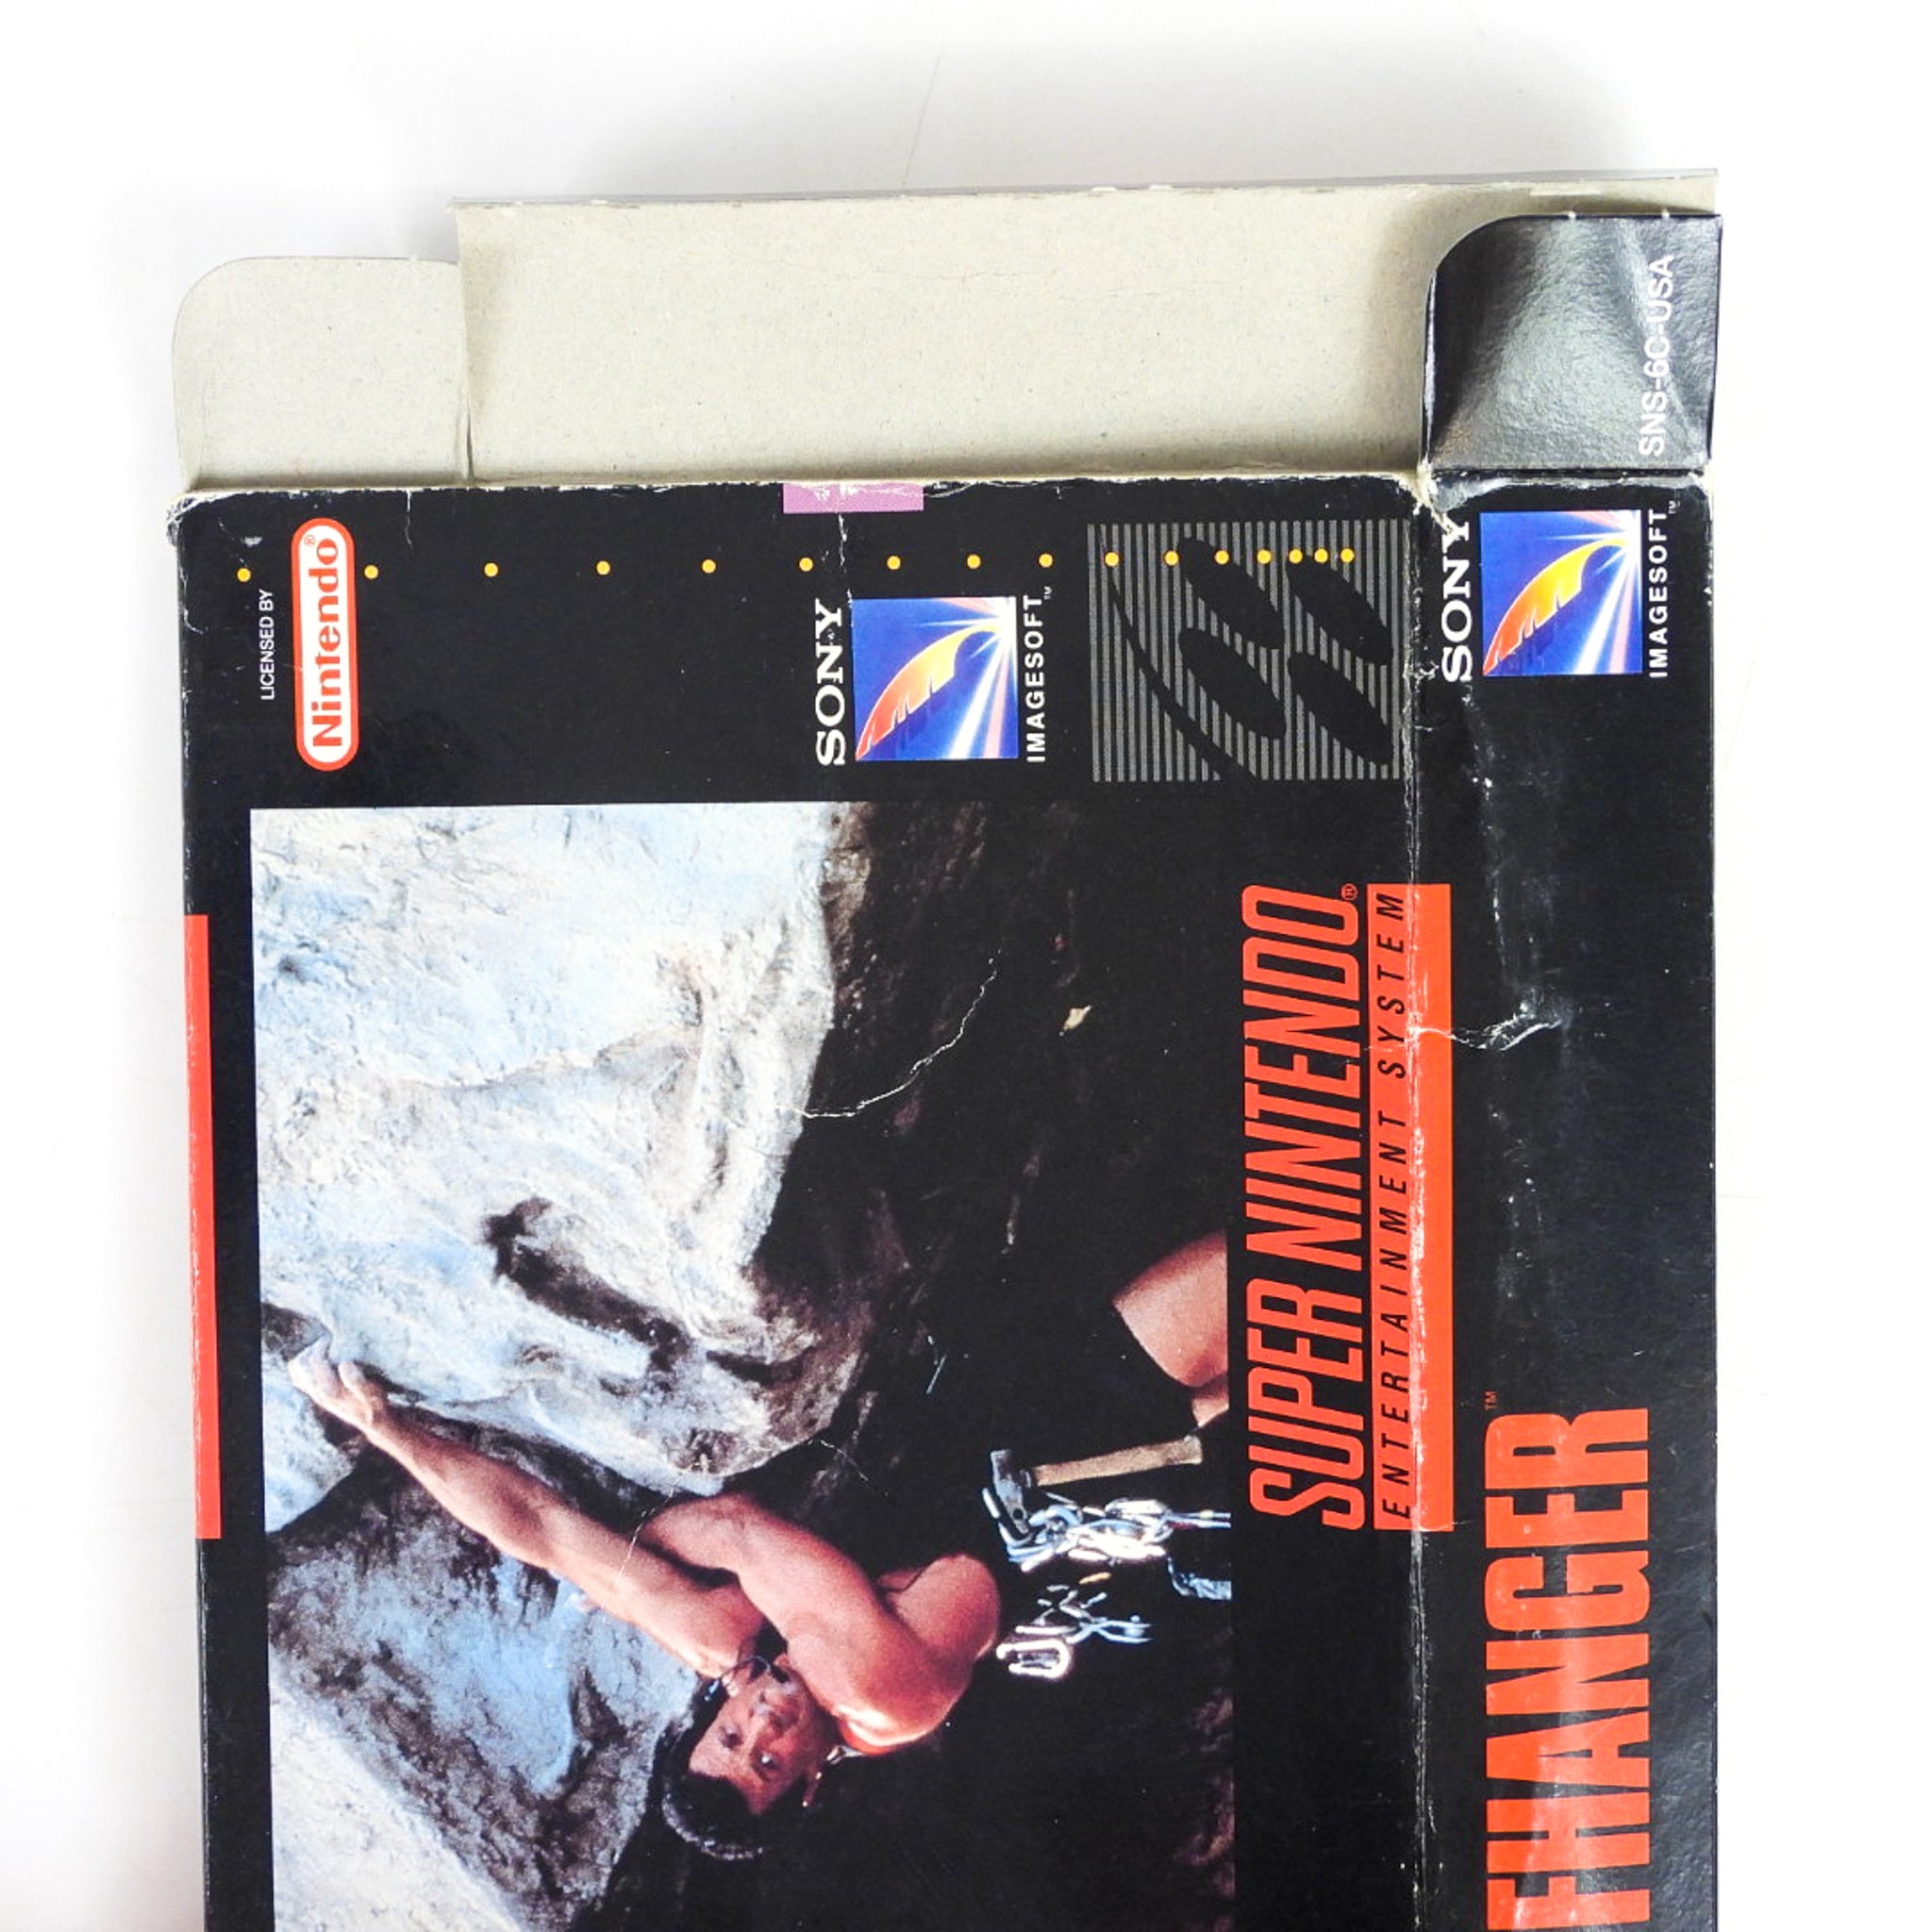 SNS-6C-USA
LICENSED BY
Nintendo®
SONY
IMAGESOFT™
SONY
IMAGESOFT™
SUPER NINTENDO®
ENTERTAINMENT SYSTEM
FHANGER™